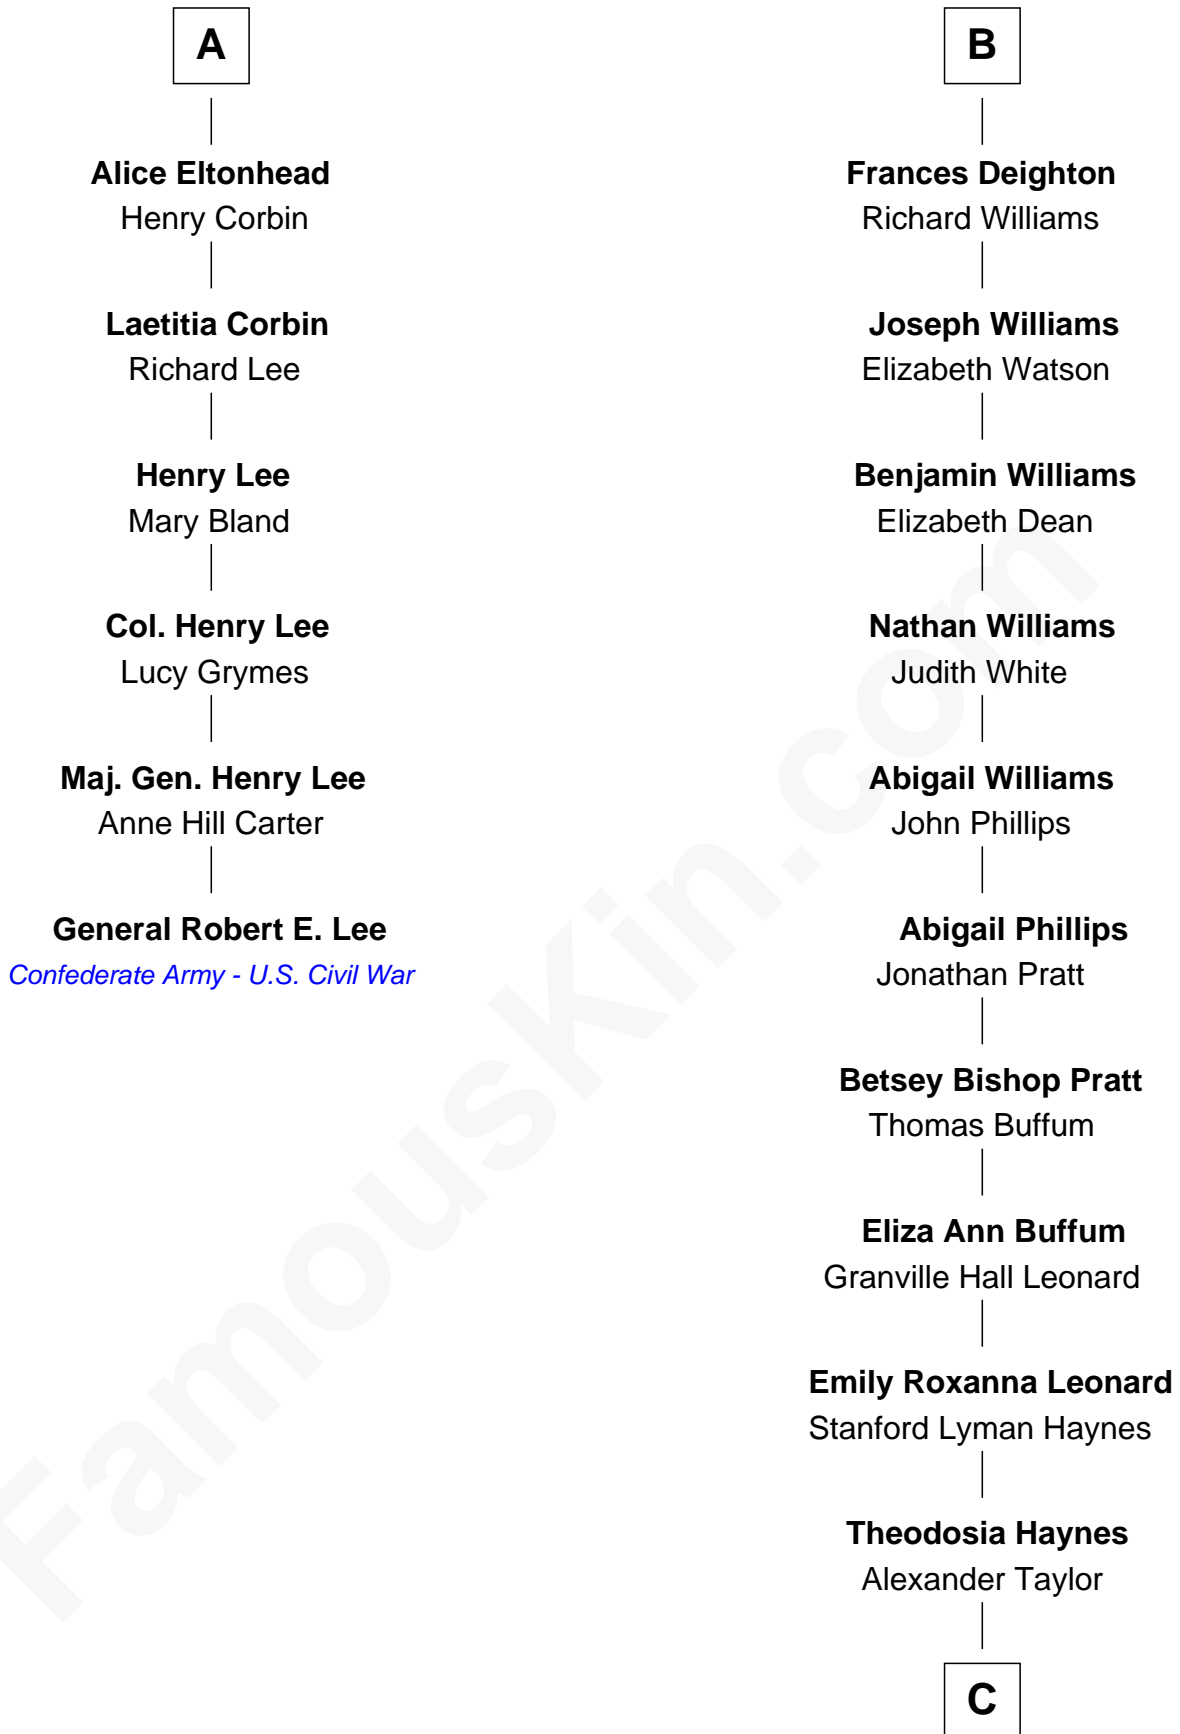 A
Alice Eltonhead
Henry Corbin
Laetitia Corbin
Richard Lee
Henry Lee
Mary Bland
Col. Henry Lee
Lucy Grymes
Maj. Gen. Henry Lee
Anne Hill Carter
General Robert E. Lee
Confederate Army - U.S. Civil War
B
Frances Deighton
Richard Williams
Joseph Williams
Elizabeth Watson
Benjamin Williams
Elizabeth Dean
Nathan Williams
Judith White
Abigail Williams
John Phillips
Abigail Phillips
Jonathan Pratt
Betsey Bishop Pratt
Thomas Buffum
Eliza Ann Buffum
Granville Hall Leonard
Emily Roxanna Leonard
Stanford Lyman Haynes
Theodosia Haynes
Alexander Taylor
C
FamousKin.com